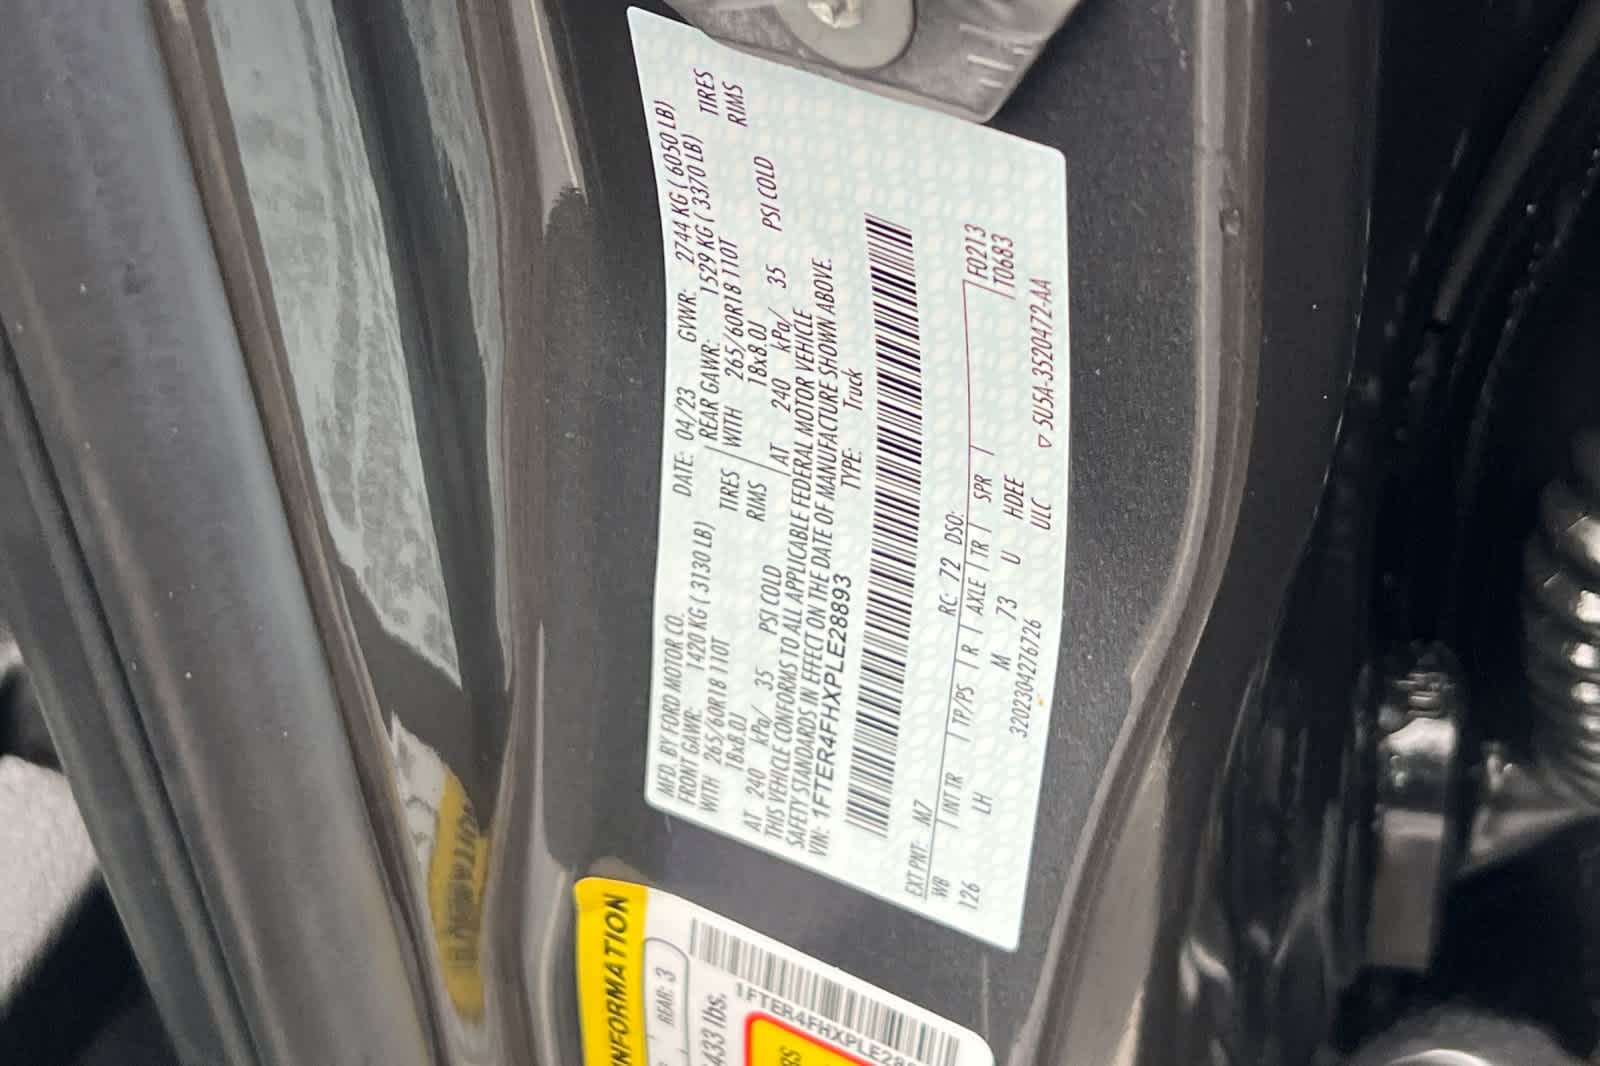 MFD. BY FORD MOTOR CO.
DATE: 04/23 GVWR: 2744 KG ( 6050 LB)
FRONT GAWR: 1420 KG ( 3130 LB) REAR GAWR: 1529 KG ( 3370 LB)
WITH 265/60R18 110T TIRES WITH 265/60R18 110T TIRES
18x8.0J RIMS 18x8.0J RIMS
AT 240 kPa/ 35 PSI COLD AT 240 kPa/ 35 PSI COLD
THIS VEHICLE CONFORMS TO ALL APPLICABLE FEDERAL MOTOR VEHICLE
SAFETY STANDARDS IN EFFECT ON THE DATE OF MANUFACTURE SHOWN ABOVE.
VIN: 1FTER4FHXPLE28893 TYPE: Truck
EXT PNT: M7 RC: 72 DSO: F0213
WB INT TR TP/PS R AXLE TR SPR T0683
126 LH M 73 U HDEE
3202304276726 ULC ▽ 5U5A-3520472-AA
INFORMATION
REAR: 3
433 lbs.
1FTER4FHXPLE28